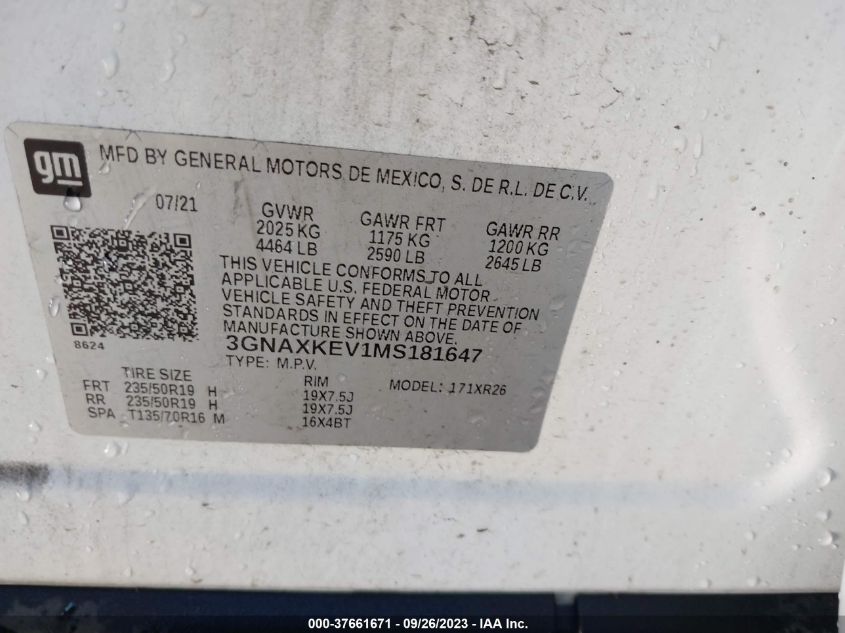 gm
MFD BY GENERAL MOTORS DE MEXICO, S. DE R.L. DE C.V.
07/21 GVWR GAWR FRT GAWR RR
2025 KG 1175 KG 1200 KG
4464 LB 2590 LB 2645 LB
THIS VEHICLE CONFORMS TO ALL
APPLICABLE U.S. FEDERAL MOTOR
VEHICLE SAFETY AND THEFT PREVENTION
STANDARDS IN EFFECT ON THE DATE OF
MANUFACTURE SHOWN ABOVE.
8624 3GNAXKEV1MS181647
TYPE: M.P.V. MODEL: 171XR26
TIRE SIZE RIM
FRT 235/50R19 H 19X7.5J
RR 235/50R19 H 19X7.5J
SPA T135/70R16 M 16X4BT
000-37661671 - 09/26/2023 - IAA Inc.